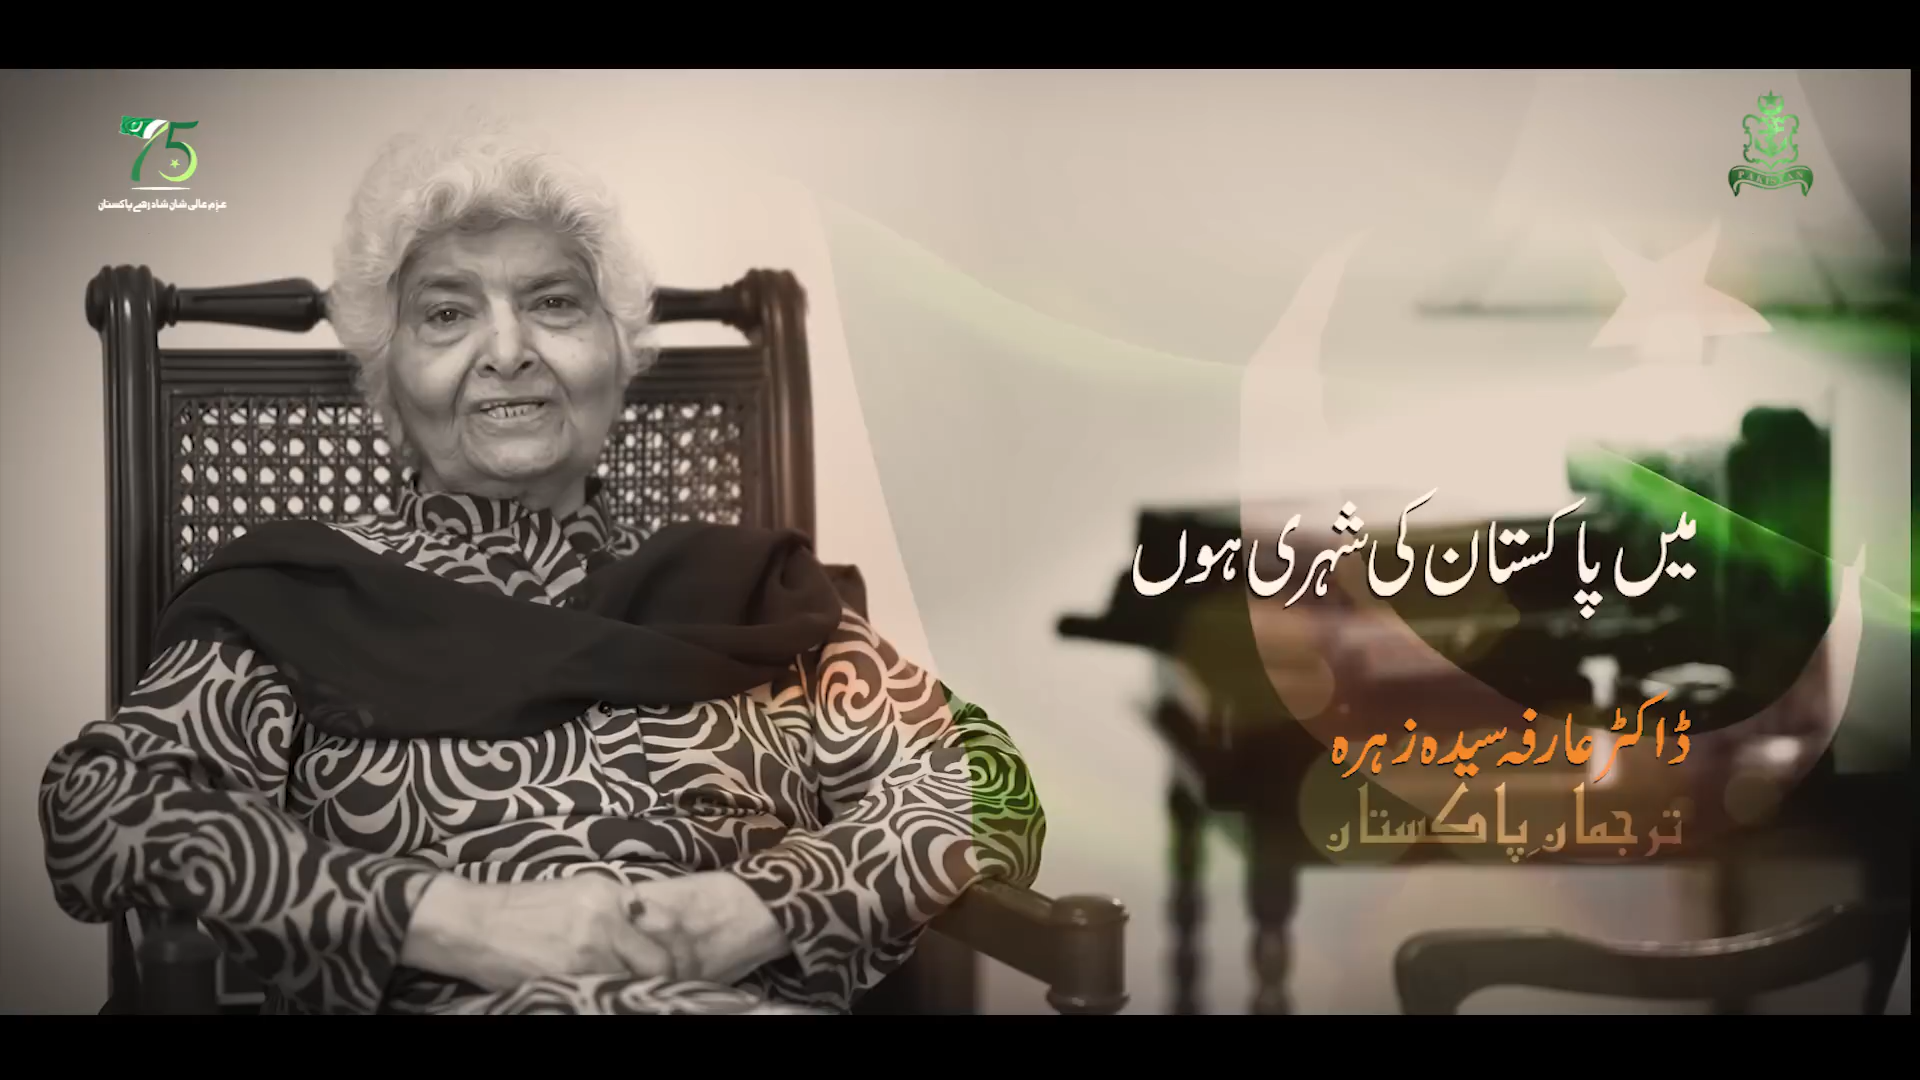 75
عزم عالی شان شاد رہے پاکستان
PAKISTAN
میں پاکستان کی شہری ہوں
ڈاکٹر عارفہ سیدہ زہرہ
ترجمانِ پاکستان